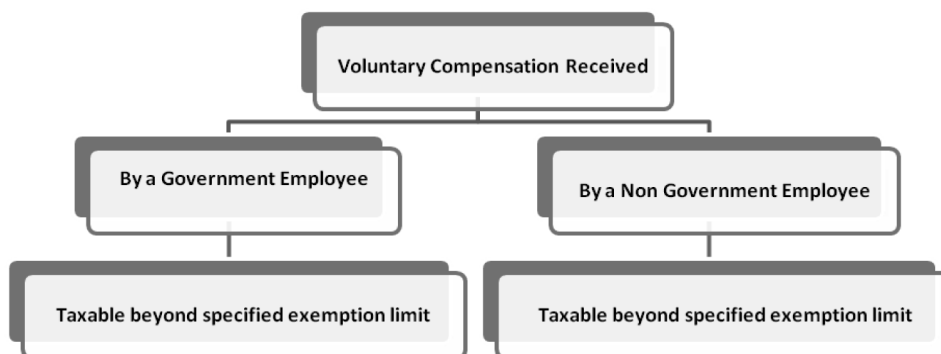 Voluntary Compensation Received
By a Government Employee
By a Non Government Employee
Taxable beyond specified exemption limit
Taxable beyond specified exemption limit